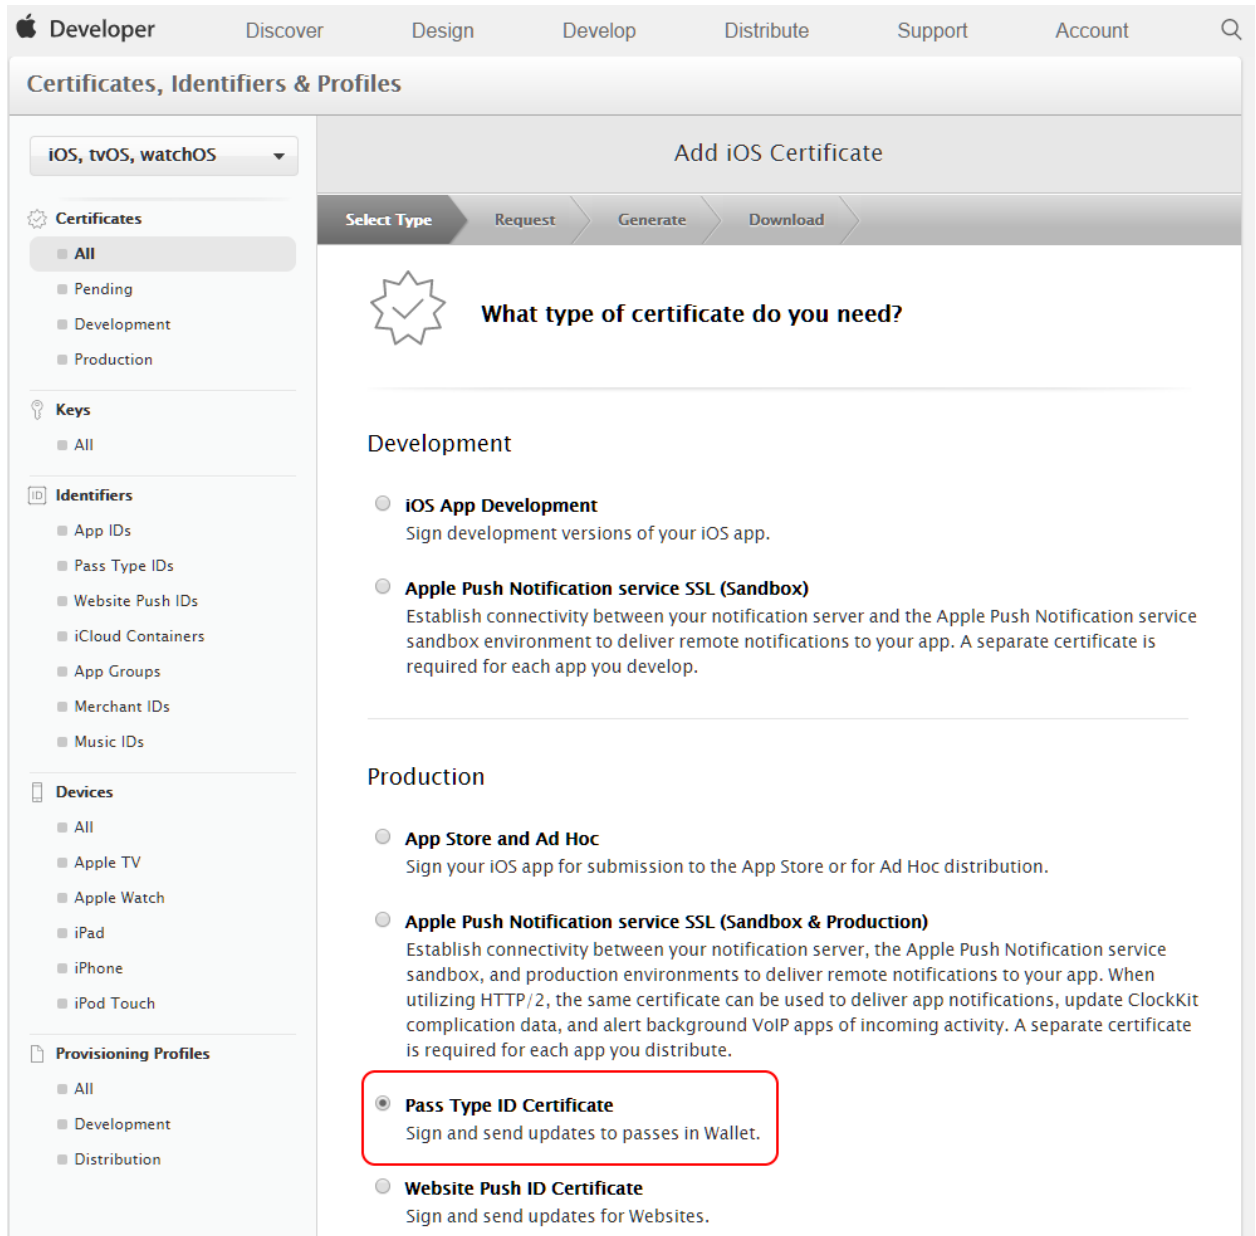 Developer
Discover
Design
Develop
Distribute
Support
Account
Certificates, Identifiers & Profiles
iOS, tvOS, watchOS
Certificates
All
Pending
Development
Production
Keys
All
ID
Identifiers
App IDs
Pass Type IDs
Website Push IDs
iCloud Containers
App Groups
Merchant IDs
Music IDs
Devices
All
Apple TV
Apple Watch
iPad
iPhone
iPod Touch
Provisioning Profiles
All
Development
Distribution
Add iOS Certificate
Select Type
Request
Generate
Download
What type of certificate do you need?
Development
iOS App Development
Sign development versions of your iOS app.
Apple Push Notification service SSL (Sandbox)
Establish connectivity between your notification server and the Apple Push Notification service
sandbox environment to deliver remote notifications to your app. A separate certificate is
required for each app you develop.
Production
App Store and Ad Hoc
Sign your iOS app for submission to the App Store or for Ad Hoc distribution.
Apple Push Notification service SSL (Sandbox & Production)
Establish connectivity between your notification server, the Apple Push Notification service
sandbox, and production environments to deliver remote notifications to your app. When
utilizing HTTP/2, the same certificate can be used to deliver app notifications, update ClockKit
complication data, and alert background VoIP apps of incoming activity. A separate certificate
is required for each app you distribute.
Pass Type ID Certificate
Sign and send updates to passes in Wallet.
Website Push ID Certificate
Sign and send updates for Websites.